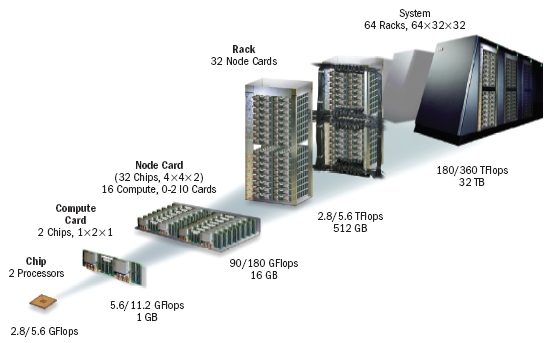 System
64 Racks, 64×32×32
Rack
32 Node Cards
Node Card
(32 Chips, 4×4×2)
16 Compute, 0-2 IO Cards
Compute
Card
2 Chips, 1×2×1
Chip
2 Processors
180/360 TFlops
32 TB
2.8/5.6 TFlops
512 GB
90/180 GFlops
16 GB
5.6/11.2 GFlops
1 GB
2.8/5.6 GFlops